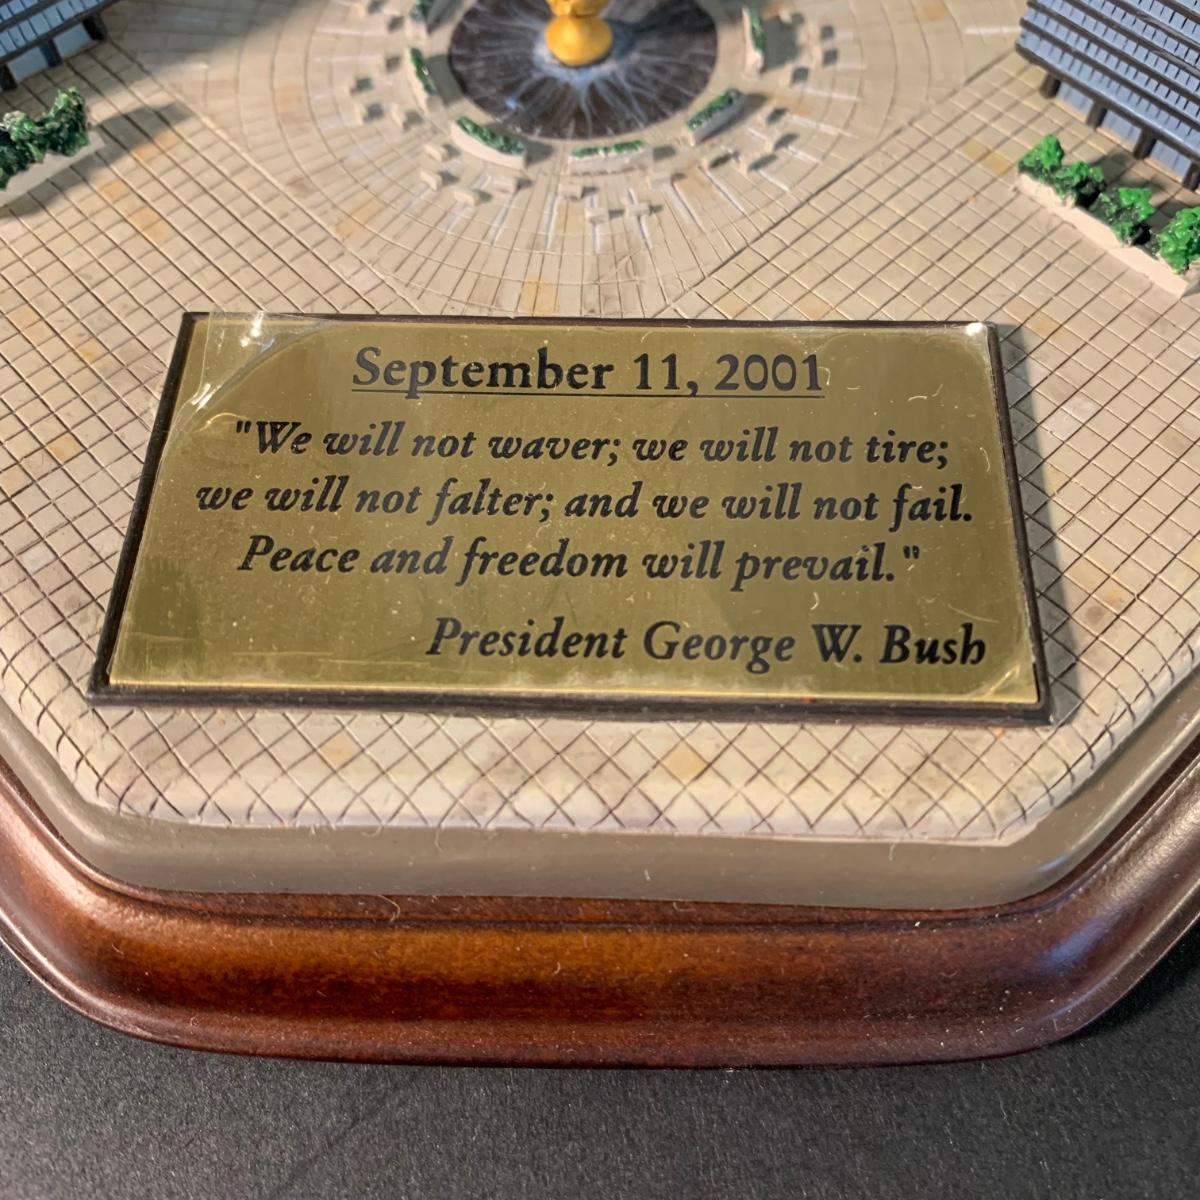 September 11, 2001
"We will not waver; we will not tire;
we will not falter; and we will not fail.
Peace and freedom will prevail."
President George W. Bush